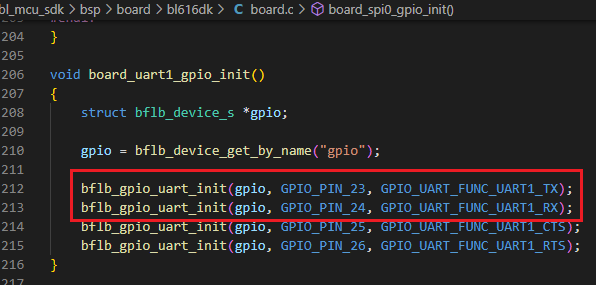 bl_mcu_sdk > bsp > board > bl616dk > C board.c > board_spi0_gpio_init()
204 }
205
206 void board_uart1_gpio_init()
207 {
208 struct bflb_device_s *gpio;
209
210 gpio = bflb_device_get_by_name("gpio");
211
212 bflb_gpio_uart_init(gpio, GPIO_PIN_23, GPIO_UART_FUNC_UART1_TX);
213 bflb_gpio_uart_init(gpio, GPIO_PIN_24, GPIO_UART_FUNC_UART1_RX);
214 bflb_gpio_uart_init(gpio, GPIO_PIN_25, GPIO_UART_FUNC_UART1_CTS);
215 bflb_gpio_uart_init(gpio, GPIO_PIN_26, GPIO_UART_FUNC_UART1_RTS);
216 }
217